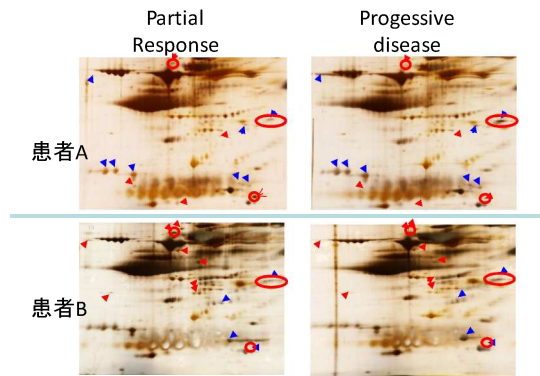 Partial
Response
Progessive
disease
患者A
患者B